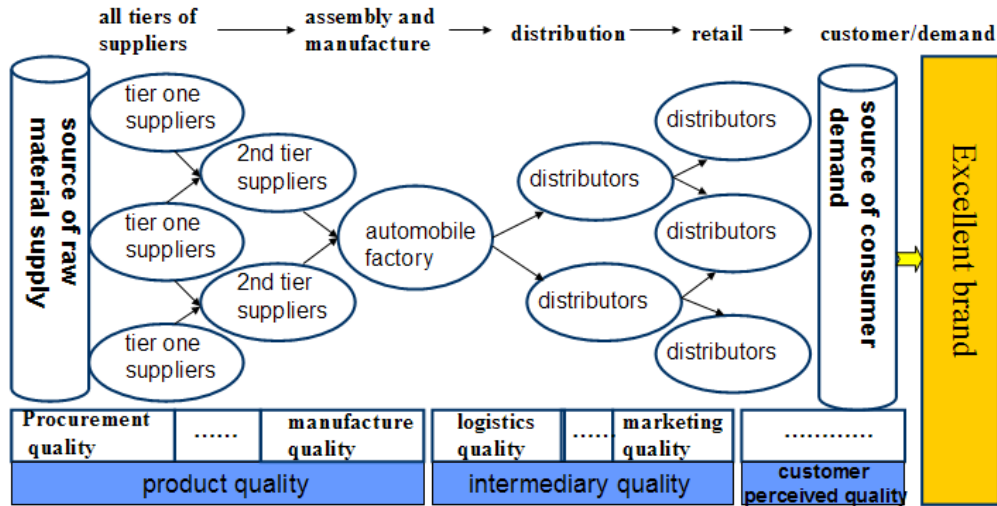 all tiers of
suppliers
assembly and
manufacture
distribution
retail
customer/demand
source of raw
material supply
tier one
suppliers
tier one
suppliers
tier one
suppliers
2nd tier
suppliers
2nd tier
suppliers
automobile
factory
distributors
distributors
distributors
distributors
distributors
source of consumer
demand
Excellent brand
Procurement
quality
......
manufacture
quality
logistics
quality
......
marketing
quality
............
product quality
intermediary quality
customer
perceived quality